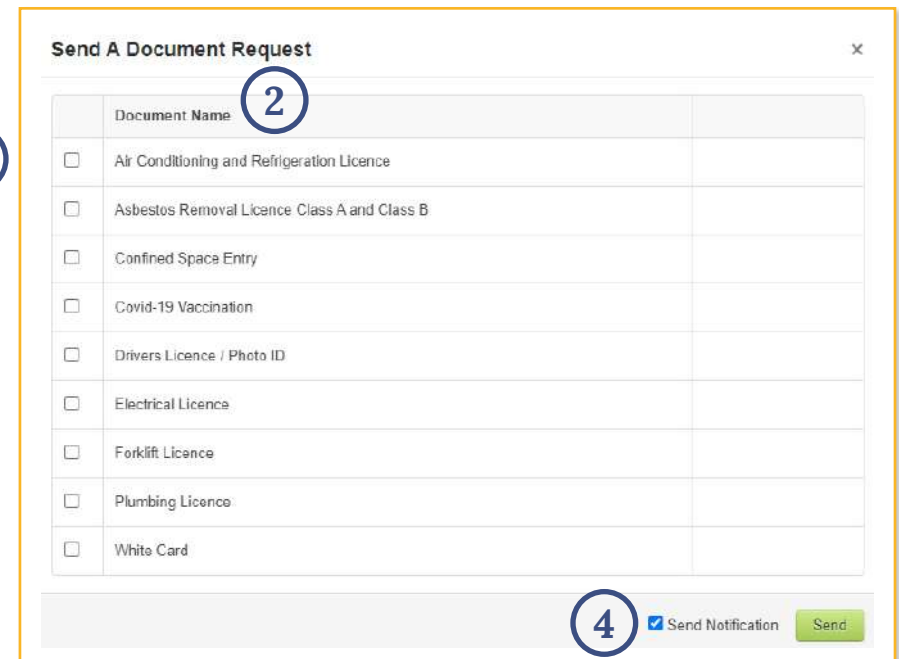 Send A Document Request ×
2
Document Name
Air Conditioning and Refrigeration Licence
Asbestos Removal Licence Class A and Class B
Confined Space Entry
Covid-19 Vaccination
Drivers Licence / Photo ID
Electrical Licence
Forklift Licence
Plumbing Licence
White Card
4 Send Notification Send